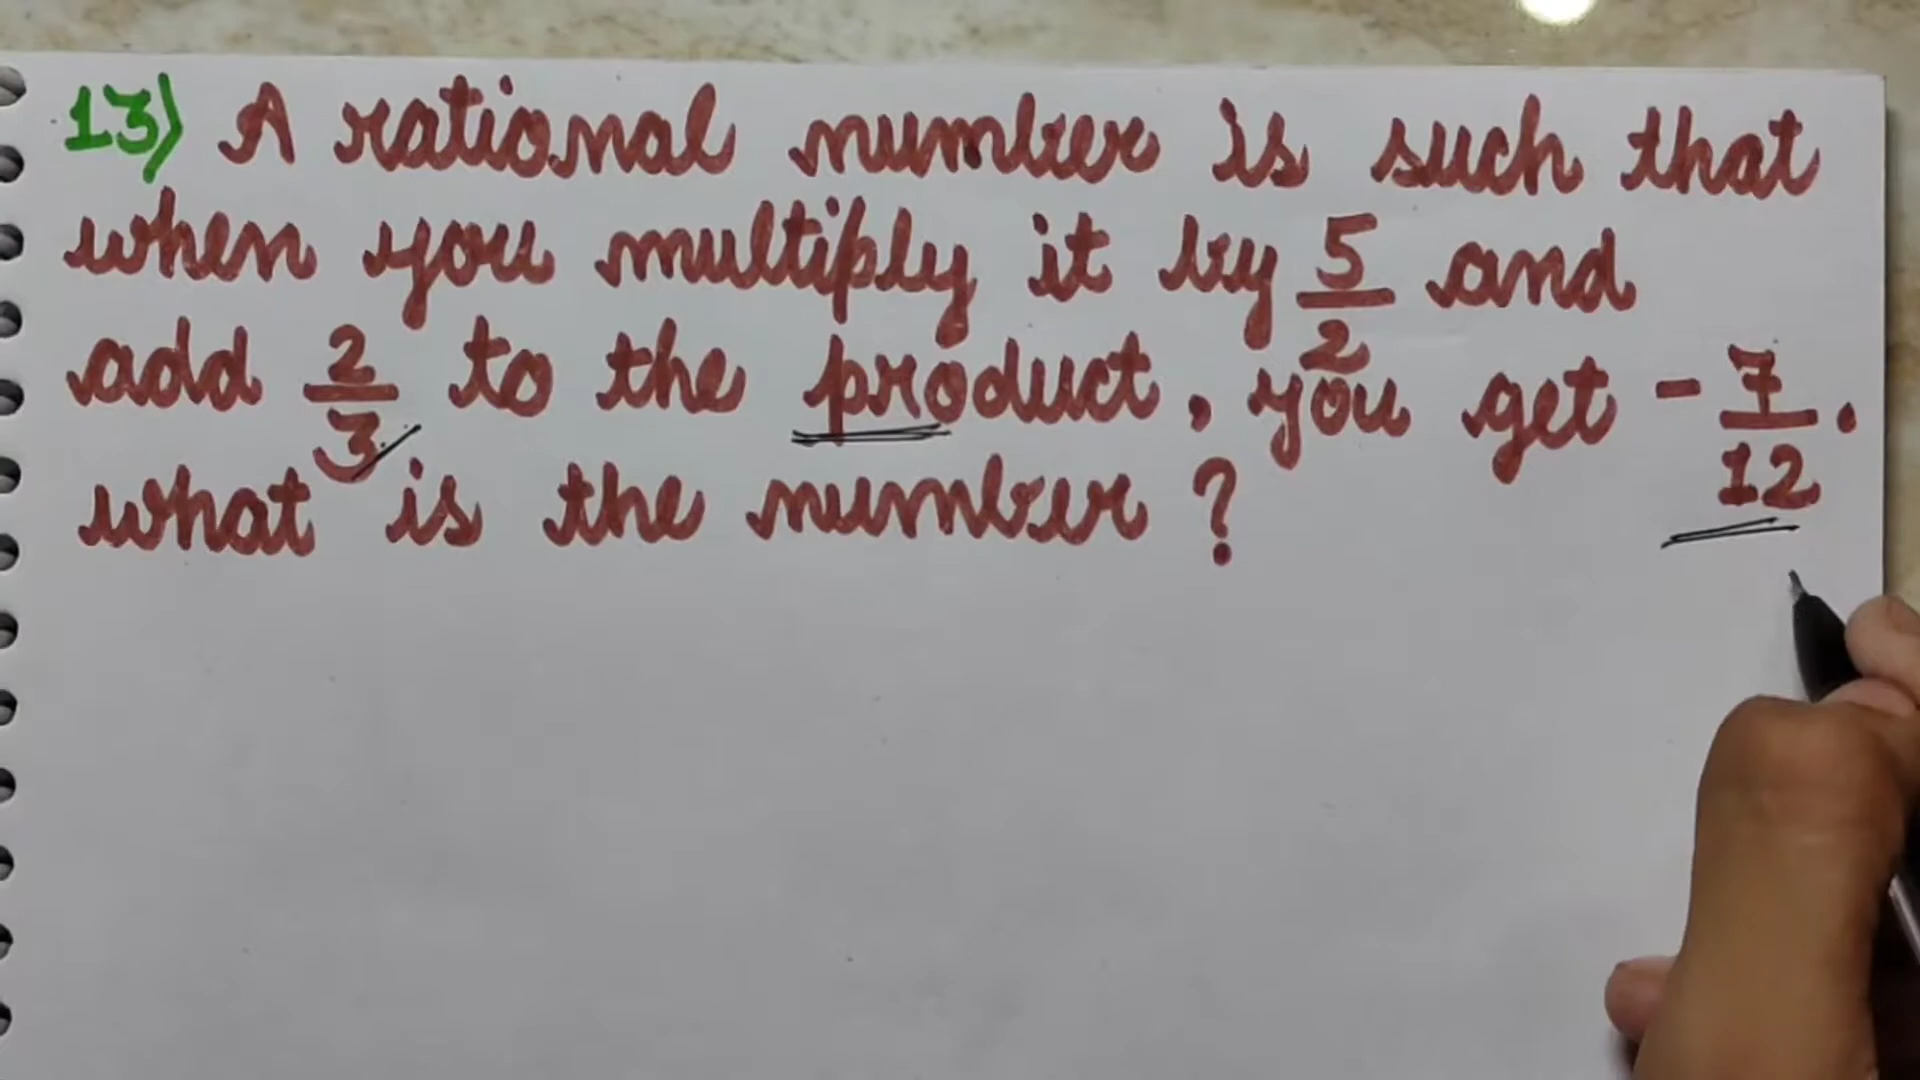 13) A rational number is such that
when you multiply it by 5/2 and
add 2/3 to the product, you get - 7/12.
what is the number?